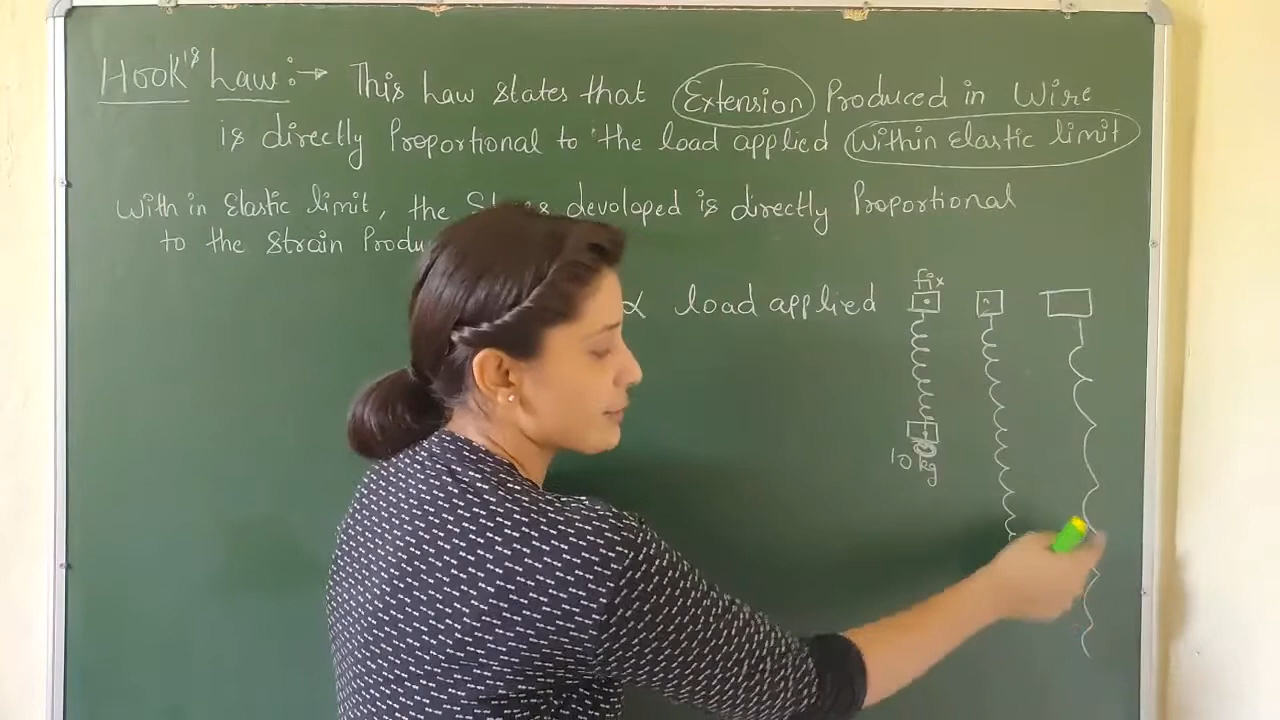 Hook's Law :→ This Law states that Extension Produced in Wire
is directly Proportional to the load applied within Elastic limit
With in Elastic limit, the devoloped is directly Proportional
to the Strain
∝ load applied
fix
10 kg